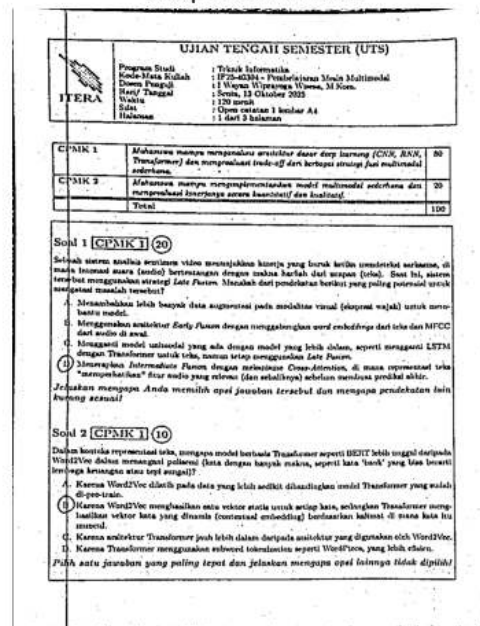 UJIAN TENGAH SEMESTER (UTS)
ITERA
Program Studi : Teknik Informatika
Kode-Mata Kuliah : IF25-40304 - Pembelajaran Mesin Multimodal
Dosen Penguji : I Wayan Wiprayoga Wisesa, M.Kom.
Hari/ Tanggal : Senin, 13 Oktober 2025
Waktu : 120 menit
Sifat : Open catatan 1 lembar A4
Halaman : 1 dari 3 halaman
CPMK 1 Mahasiswa mampu menganalisis arsitektur dasar deep learning (CNN, RNN, 80
Transformer) dan mengevaluasi trade-off dari berbagai strategi fusi multimodal
sederhana.
CPMK 2 Mahasiswa mampu mengimplementasikan model multimodal sederhana dan 20
mengevaluasi kinerjanya secara kuantitatif dan kualitatif.
Total 100
Soal 1 [CPMK 1] (20)
Sebuah sistem analisis sentimen video menunjukkan kinerja yang buruk ketika mendeteksi sarkasme, di
mana intonasi suara (audio) bertentangan dengan makna harfiah dari ucapan (teks). Saat ini, sistem
tersebut menggunakan strategi Late Fusion. Manakah dari pendekatan berikut yang paling potensial untuk
mengatasi masalah tersebut?
A. Menambahkan lebih banyak data augmentasi pada modalitas visual (ekspresi wajah) untuk mem-
bantu model.
B. Menggunakan arsitektur Early Fusion dengan menggabungkan word embeddings dari teks dan MFCC
dari audio di awal.
C. Mengganti model unimodal yang ada dengan model yang lebih dalam, seperti mengganti LSTM
dengan Transformer untuk teks, namun tetap menggunakan Late Fusion.
D. Menerapkan Intermediate Fusion dengan mekanisme Cross-Attention, di mana representasi teks
"memperhatikan" fitur audio yang relevan (dan sebaliknya) sebelum membuat prediksi akhir.
Jelaskan mengapa Anda memilih opsi jawaban tersebut dan mengapa pendekatan lain
kurang sesuai!
Soal 2 [CPMK 1] (10)
Dalam konteks representasi teks, mengapa model berbasis Transformer seperti BERT lebih unggul daripada
Word2Vec dalam menangani polisemi (kata dengan banyak makna, seperti kata 'bank' yang bisa berarti
lembaga keuangan atau tepi sungai)?
A. Karena Word2Vec dilatih pada data yang lebih sedikit dibandingkan model Transformer yang sudah
di-pre-train.
B. Karena Word2Vec menghasilkan satu vektor statis untuk setiap kata, sedangkan Transformer meng-
hasilkan vektor kata yang dinamis (contextual embedding) berdasarkan kalimat di mana kata itu
muncul.
C. Karena arsitektur Transformer jauh lebih dalam daripada arsitektur yang digunakan oleh Word2Vec.
D. Karena Transformer menggunakan subword tokenization seperti WordPiece, yang lebih efisien.
Pilih satu jawaban yang paling tepat dan jelaskan mengapa opsi lainnya tidak dipilih!